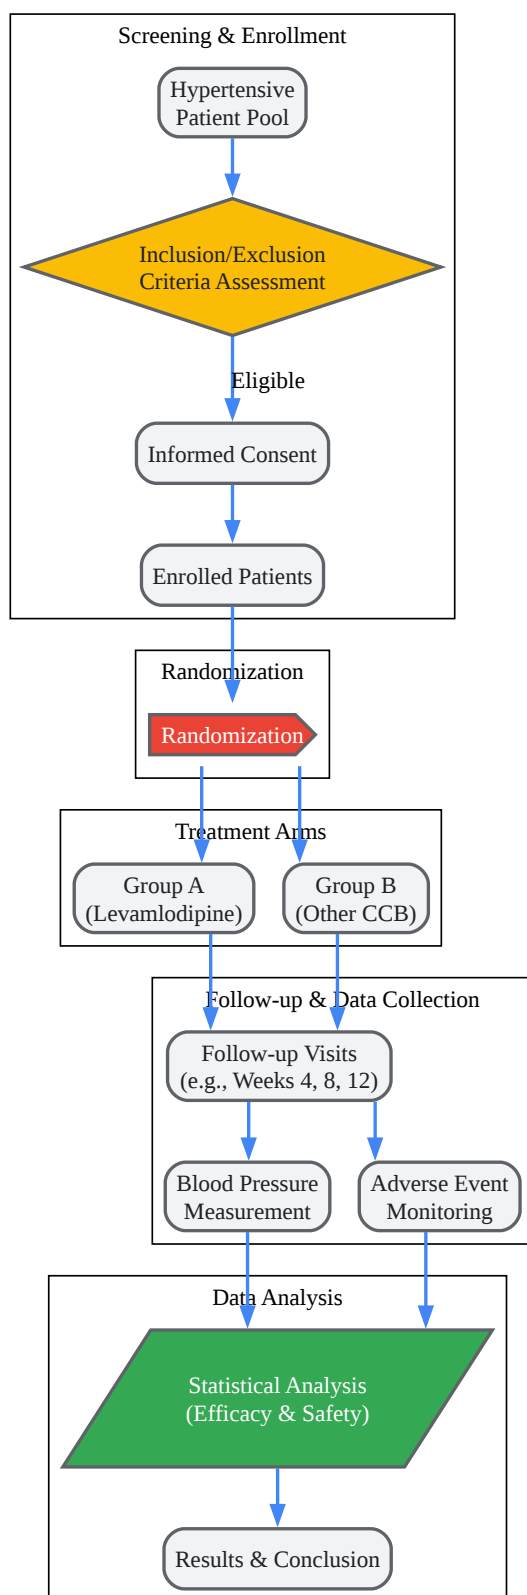 Screening & Enrollment
Hypertensive
Patient Pool
Inclusion/Exclusion
Criteria Assessment
Eligible
Informed Consent
Enrolled Patients
Randomization
Randomization
Treatment Arms
Group A
(Levamlodipine)
Group B
(Other CCB)
Follow-up & Data Collection
Follow-up Visits
(e.g., Weeks 4, 8, 12)
Blood Pressure
Measurement
Adverse Event
Monitoring
Data Analysis
Statistical Analysis
(Efficacy & Safety)
Results & Conclusion